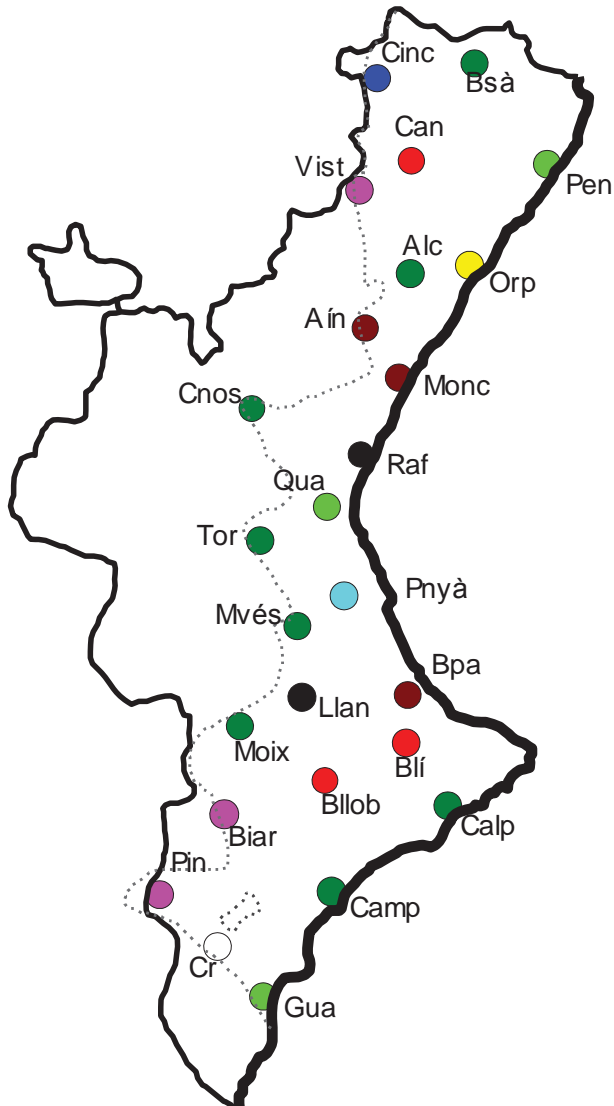 Cinc
Bsà
Can
Vist
Pen
Alc
Orp
Aín
Monc
Cnos
Raf
Qua
Tor
Pnyà
Mvés
Bpa
Llan
Moix
Blí
Bllob
Calp
Biar
Pin
Camp
Cr
Gua